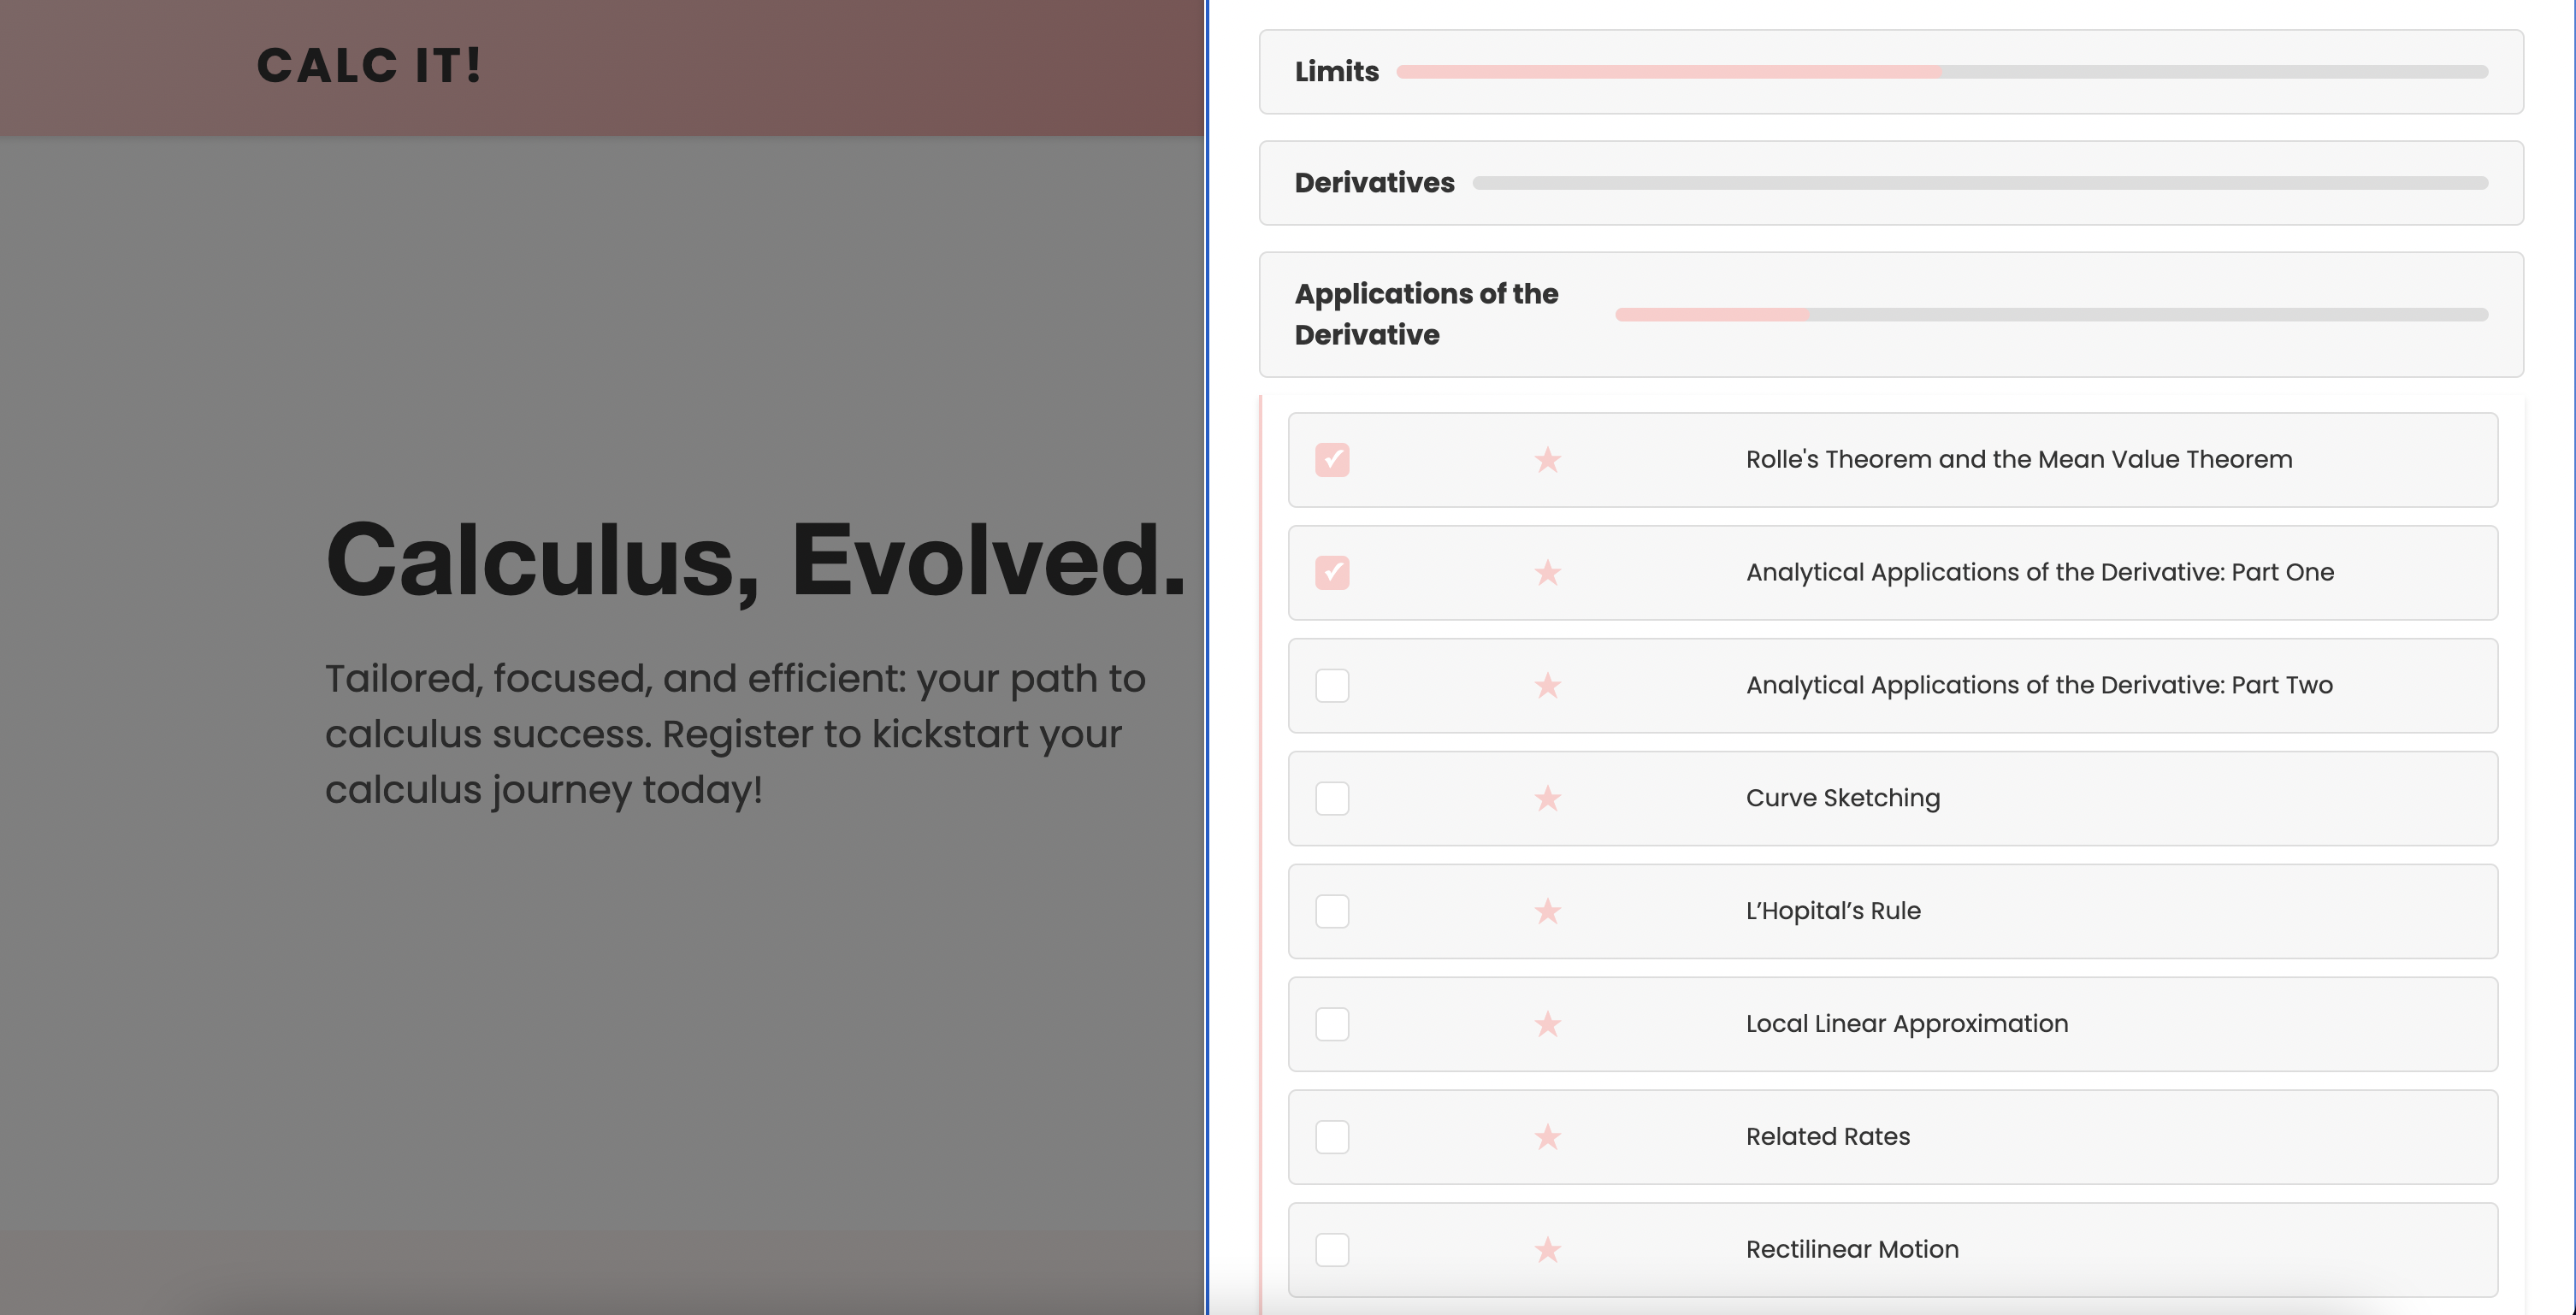 CALC IT!
Calculus, Evolved.
Tailored, focused, and efficient: your path to
calculus success. Register to kickstart your
calculus journey today!
Limits
Derivatives
Applications of the
Derivative
Rolle's Theorem and the Mean Value Theorem
Analytical Applications of the Derivative: Part One
Analytical Applications of the Derivative: Part Two
Curve Sketching
L’Hopital’s Rule
Local Linear Approximation
Related Rates
Rectilinear Motion